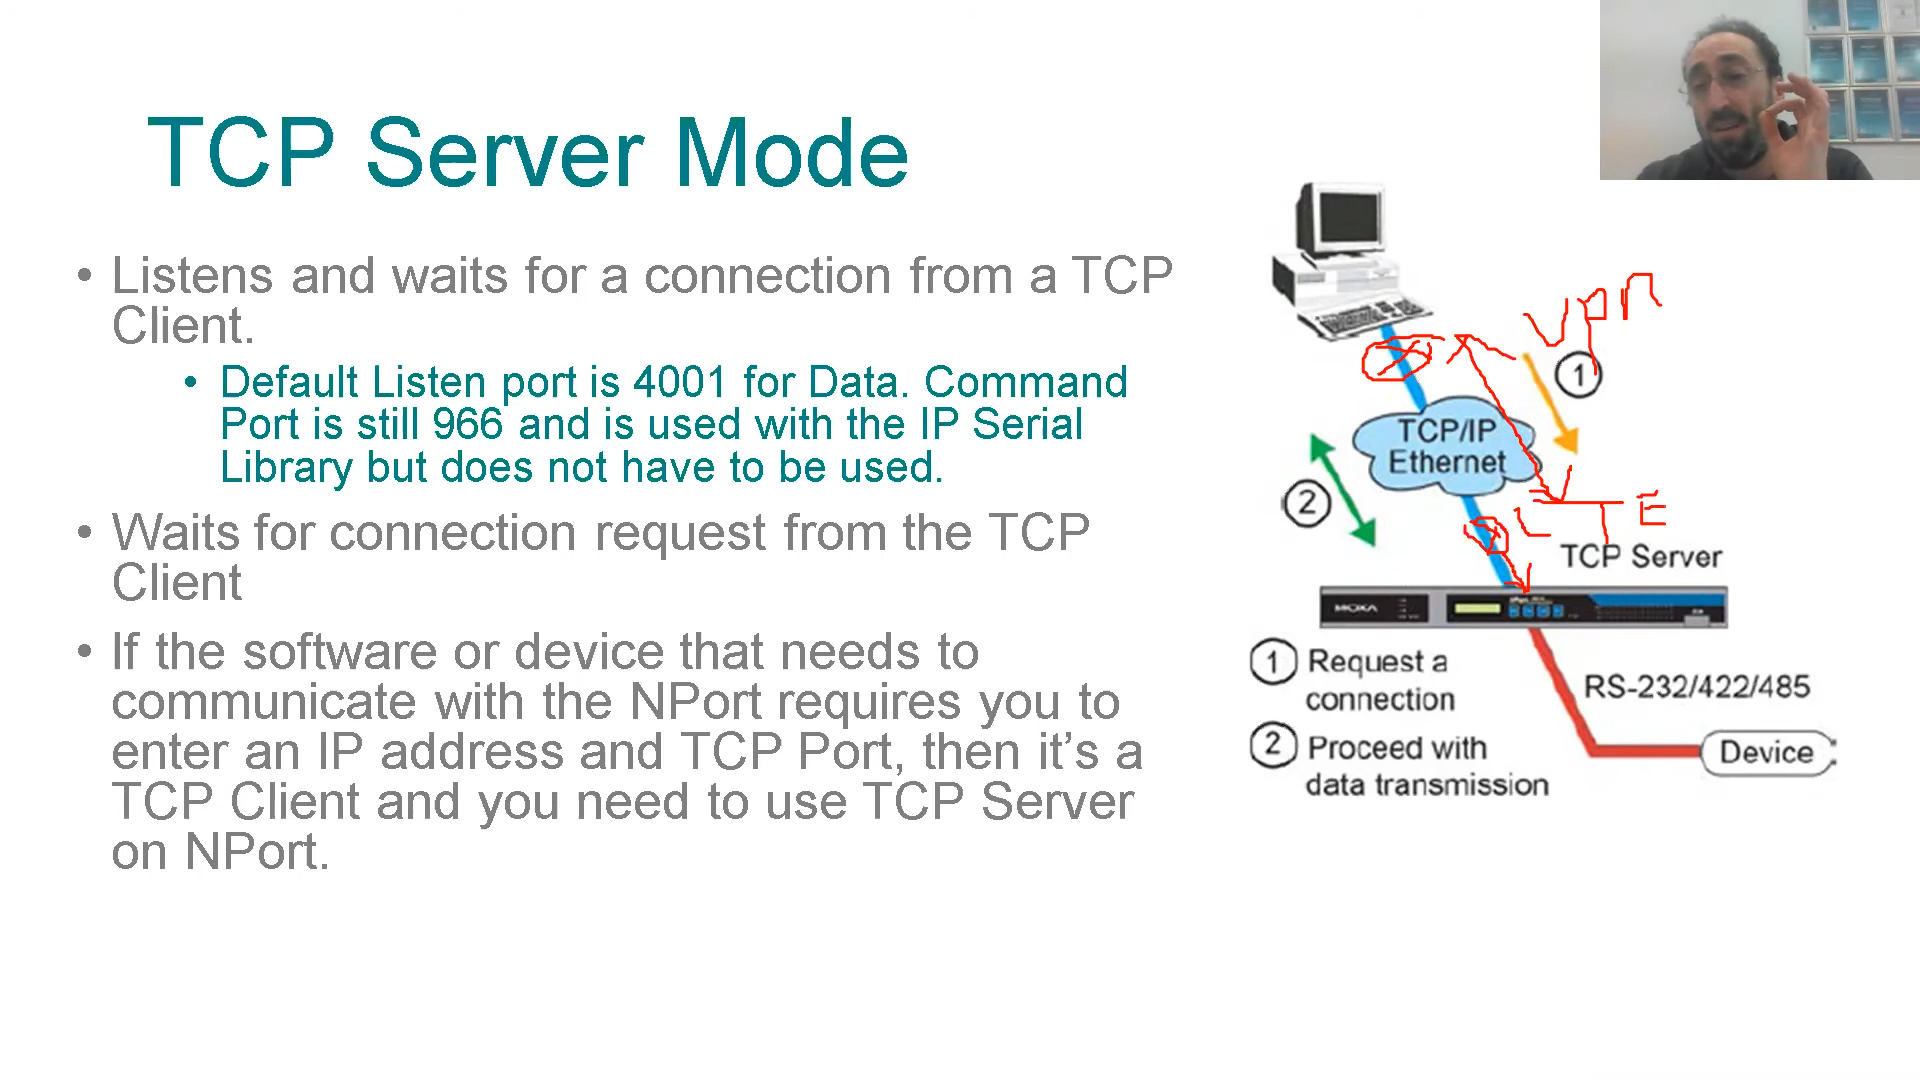 TCP Server Mode
• Listens and waits for a connection from a TCP
Client.
• Default Listen port is 4001 for Data. Command
Port is still 966 and is used with the IP Serial
Library but does not have to be used.
• Waits for connection request from the TCP
Client
• If the software or device that needs to
communicate with the NPort requires you to
enter an IP address and TCP Port, then it’s a
TCP Client and you need to use TCP Server
on NPort.
vpn
1
TCP/IP
Ethernet
2
LTE
TCP Server
MOXA
1 Request a
connection
RS-232/422/485
2 Proceed with
data transmission
Device